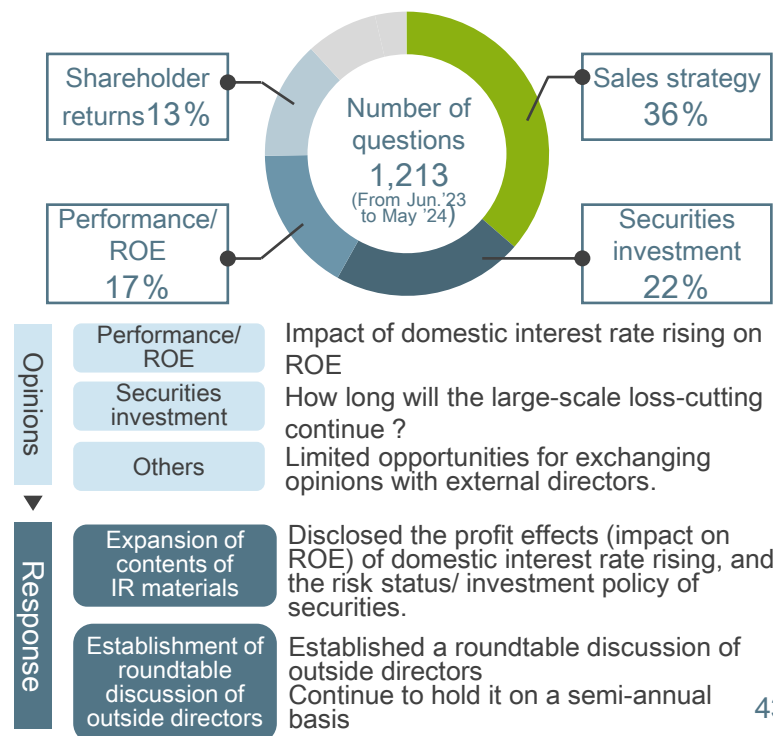 Shareholder
returns13%
Number of
questions
1,213
(From Jun.'23
to May '24)
Sales strategy
36%
Performance/
ROE
17%
Securities
investment
22%
Opinions
Performance/
ROE
Impact of domestic interest rate rising on
ROE
Securities
investment
How long will the large-scale loss-cutting
continue ?
Others
Limited opportunities for exchanging
opinions with external directors.
Response
Expansion of
contents of
IR materials
Disclosed the profit effects (impact on
ROE) of domestic interest rate rising, and
the risk status/ investment policy of
securities.
Establishment of
roundtable
discussion of
outside directors
Established a roundtable discussion of
outside directors
Continue to hold it on a semi-annual
basis